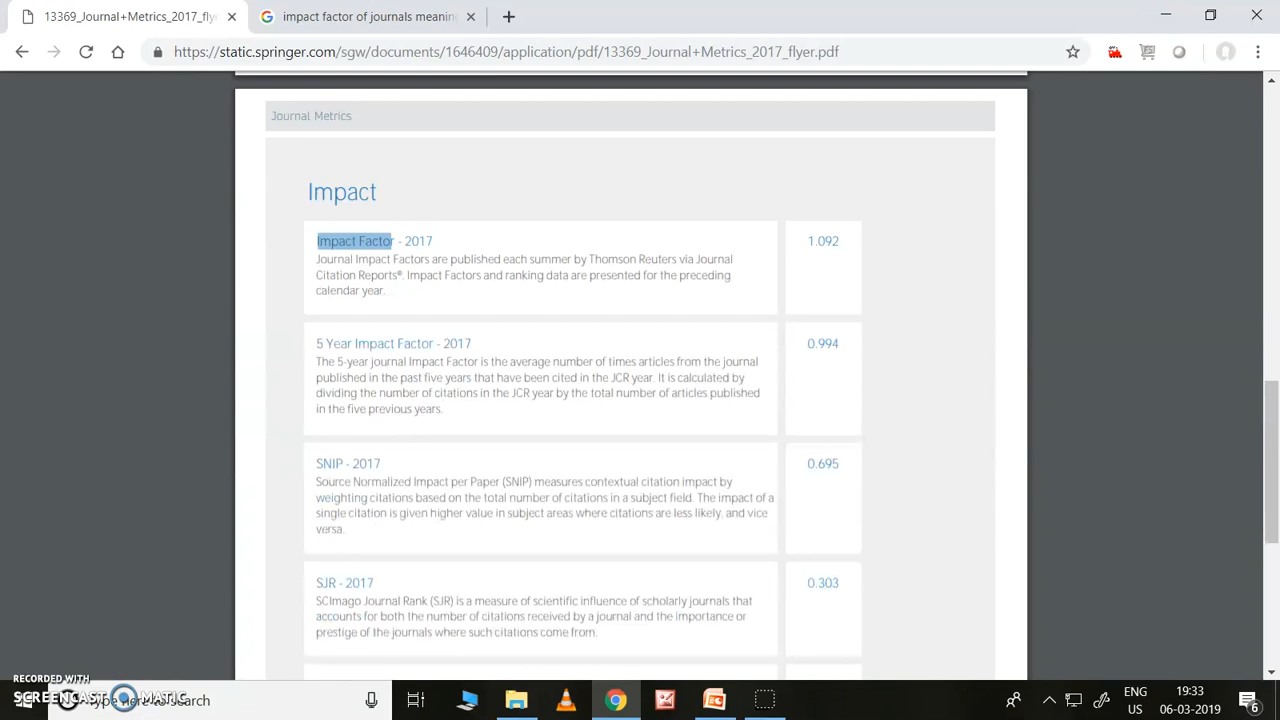 13369_Journal+Metrics_2017_fly
impact factor of journals meanin
https://static.springer.com/sgw/documents/1646409/application/pdf/13369_Journal+Metrics_2017_flyer.pdf
Journal Metrics
Impact
Impact Factor - 2017
1.092
Journal Impact Factors are published each summer by Thomson Reuters via Journal
Citation Reports®. Impact Factors and ranking data are presented for the preceding
calendar year.
5 Year Impact Factor - 2017
0.994
The 5-year journal Impact Factor is the average number of times articles from the journal
published in the past five years that have been cited in the JCR year. It is calculated by
dividing the number of citations in the JCR year by the total number of articles published
in the five previous years.
SNIP - 2017
0.695
Source Normalized Impact per Paper (SNIP) measures contextual citation impact by
weighting citations based on the total number of citations in a subject field. The impact of a
single citation is given higher value in subject areas where citations are less likely, and vice
versa.
SJR - 2017
0.303
SCImago Journal Rank (SJR) is a measure of scientific influence of scholarly journals that
accounts for both the number of citations received by a journal and the importance or
prestige of the journals where such citations come from.
RECORDED WITH
SCREENCAST MATIC
Type here to search
ENG
US
19:33
06-03-2019
6